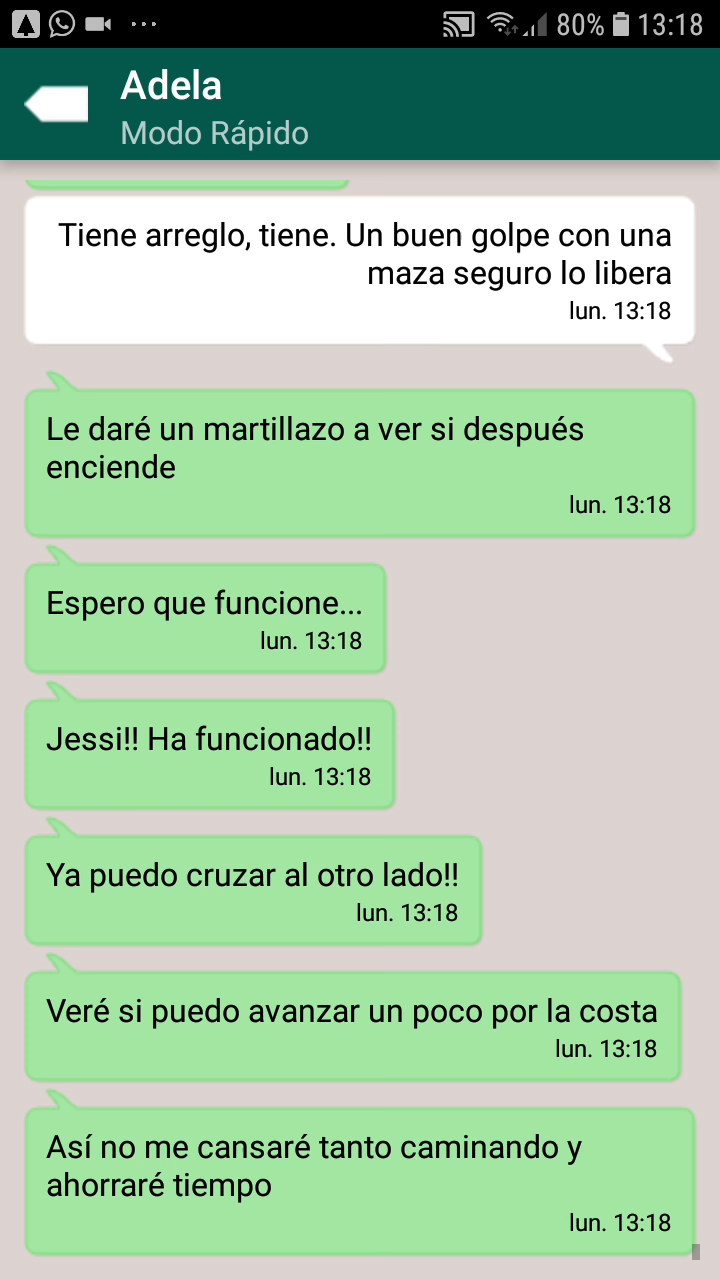 80% 13:18
Adela
Modo Rápido
Tiene arreglo, tiene. Un buen golpe con una
maza seguro lo libera
lun. 13:18
Le daré un martillazo a ver si después
enciende
lun. 13:18
Espero que funcione...
lun. 13:18
Jessi!! Ha funcionado!!
lun. 13:18
Ya puedo cruzar al otro lado!!
lun. 13:18
Veré si puedo avanzar un poco por la costa
lun. 13:18
Así no me cansaré tanto caminando y
ahorraré tiempo
lun. 13:18